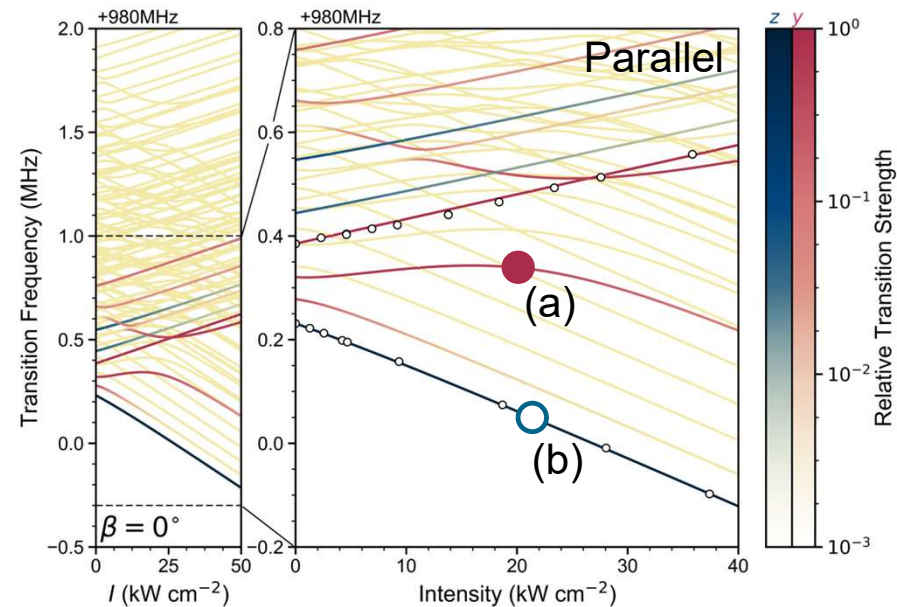 +980MHz
+980MHz
z y
2.0
1.5
1.0
0.5
0.0
−0.5
Transition Frequency (MHz)
β = 0°
0 25 50
I (kW cm⁻²)
0.8
0.6
0.4
0.2
0.0
−0.2
Parallel
(a)
(b)
0 10 20 30 40
Intensity (kW cm⁻²)
10⁰
10⁻¹
10⁻²
10⁻³
Relative Transition Strength